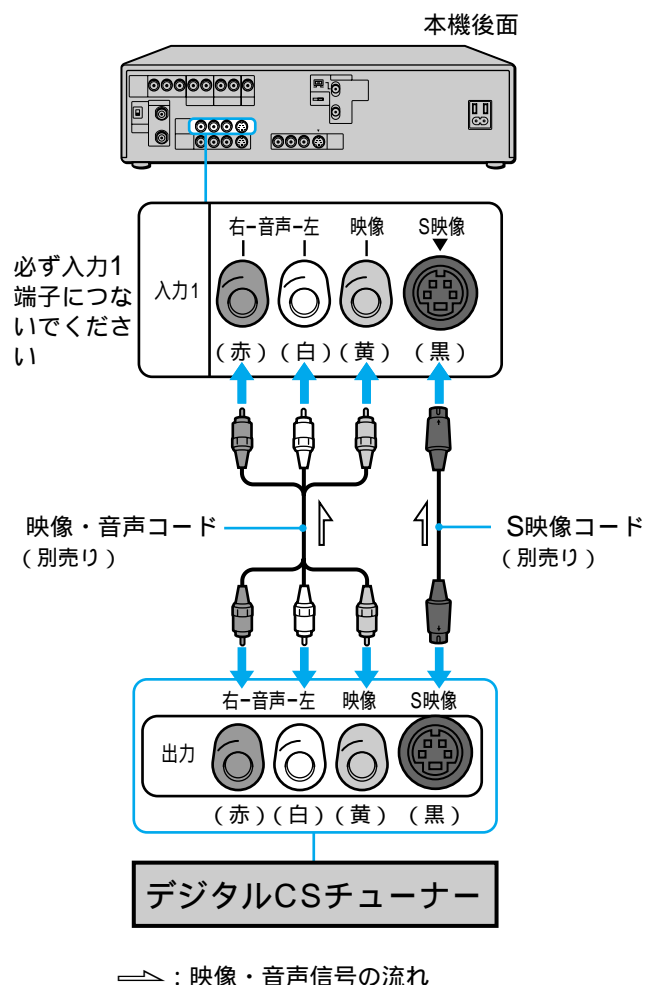 本機後面
右-音声-左 映像 S映像
必ず入力1
端子につな
いでくださ
い
入力1
(赤)(白)(黄)(黒)
映像・音声コード
(別売り)
S映像コード
(別売り)
右-音声-左 映像 S映像
出力
(赤)(白)(黄)(黒)
デジタルCSチューナー
:映像・音声信号の流れ